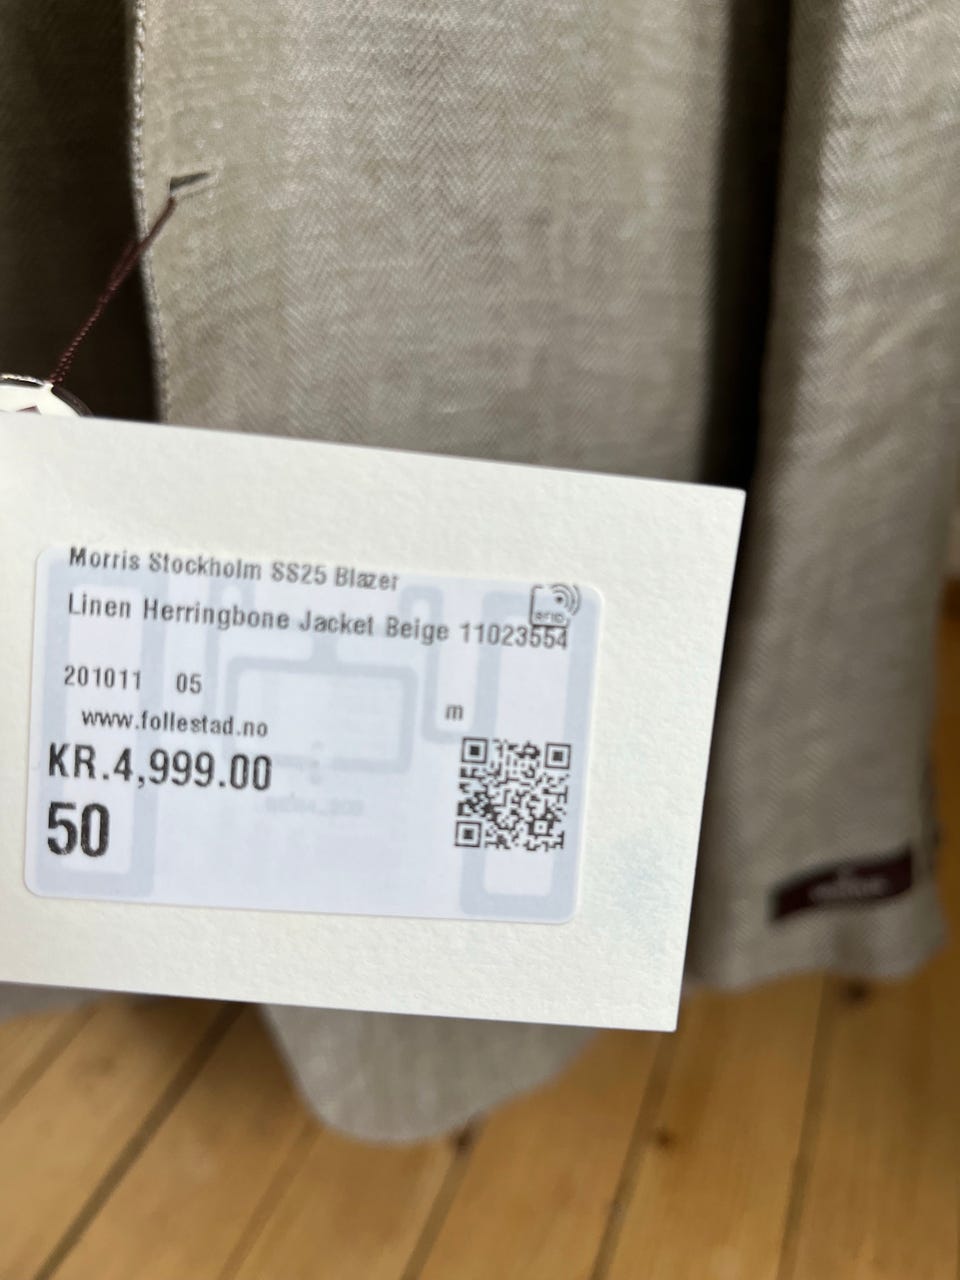 Morris Stockholm SS25 Blazer
Linen Herringbone Jacket Beige 11023554
RFID
201011 05
m
www.follestad.no
KR.4,999.00
50